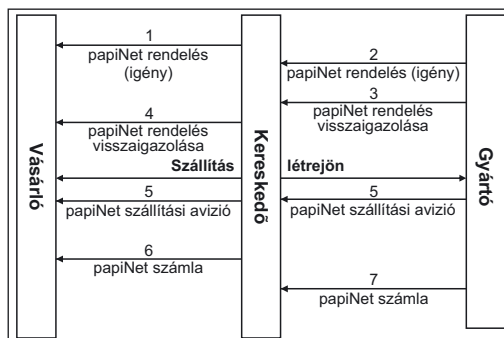 1
papiNet rendelés
(igény)
2
papiNet rendelés (igény)
3
papiNet rendelés
visszaigazolása
4
papiNet rendelés
visszaigazolása
Szállítás
létrejön
5
papiNet szállítási avizió
5
papiNet szállítási avizió
6
papiNet számla
7
papiNet számla
Vásárló
Kereskedő
Gyártó